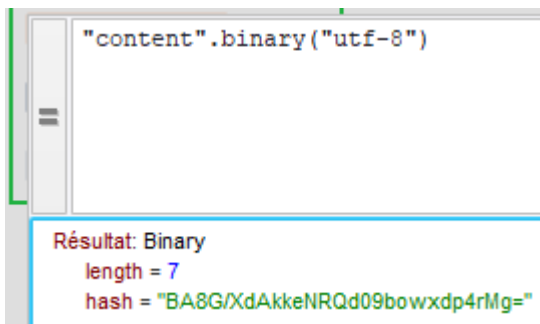 "content".binary("utf-8")
=
Résultat: Binary
length = 7
hash = "BA8G/XdAkkeNRQd09bowxdp4rMg="